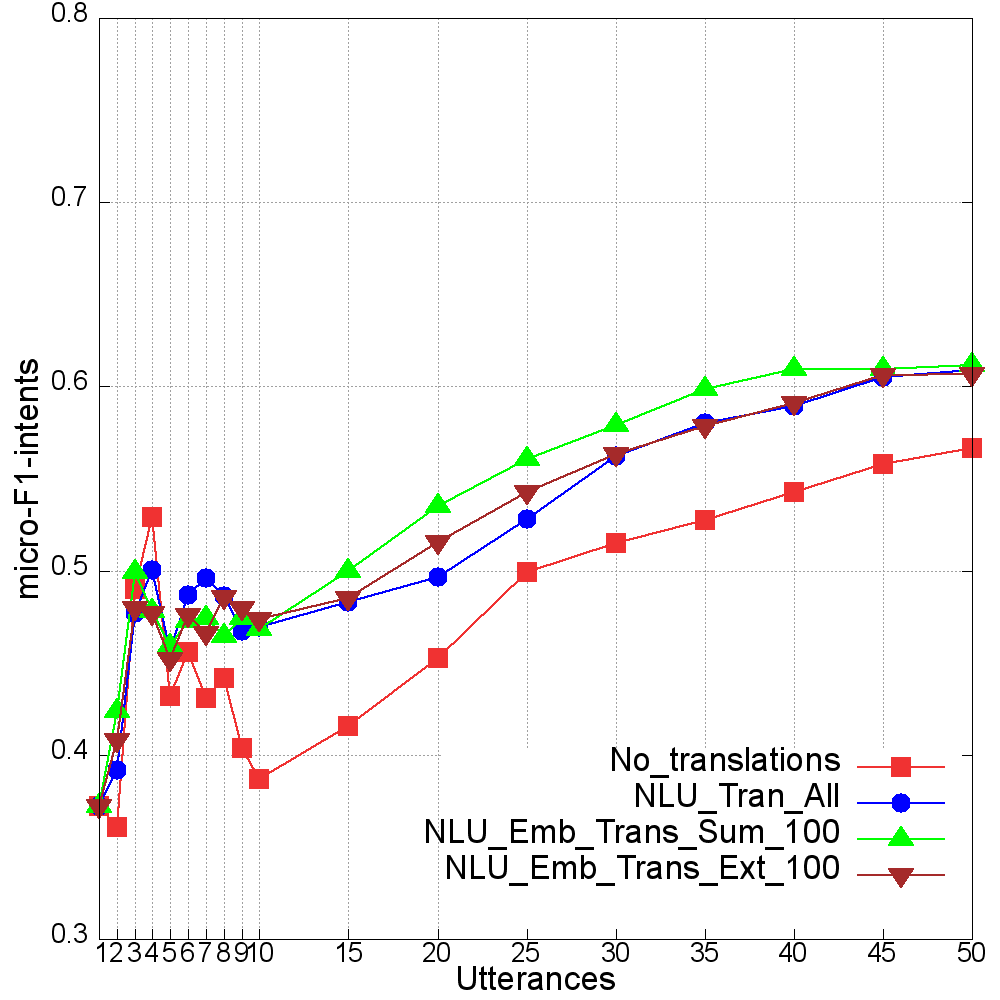 0.8
0.7
0.6
0.5
0.4
0.3
micro-F1-intents
No_translations
NLU_Tran_All
NLU_Emb_Trans_Sum_100
NLU_Emb_Trans_Ext_100
1 2 3 4 5 6 7 8 9 10 15 20 25 30 35 40 45 50
Utterances